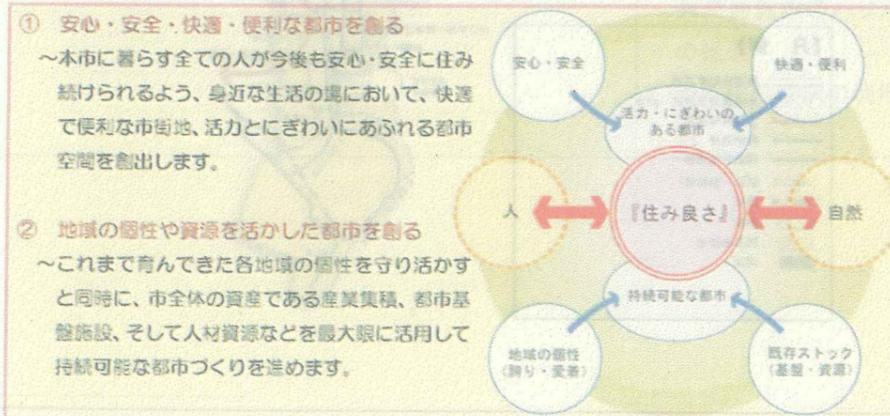 ① 安心・安全・快適・便利な都市を創る
~本市に暮らす全ての人が今後も安心・安全に住み
続けられるよう、身近な生活の場において、快適
で便利な市街地、活力とにぎわいにあふれる都市
空間を創出します。
② 地域の個性や資源を活かした都市を創る
~これまで育んできた各地域の個性を守り活かす
と同時に、市全体の資産である産業集積、都市基
盤施設、そして人材資源などを最大限に活用して
持続可能な都市づくりを進めます。
安心・安全
快適・便利
活力・にぎわいの
ある都市
人
『住み良さ』
自然
持続可能な都市
地域の個性
(誇り・愛着)
既存ストック
(基盤・資源)